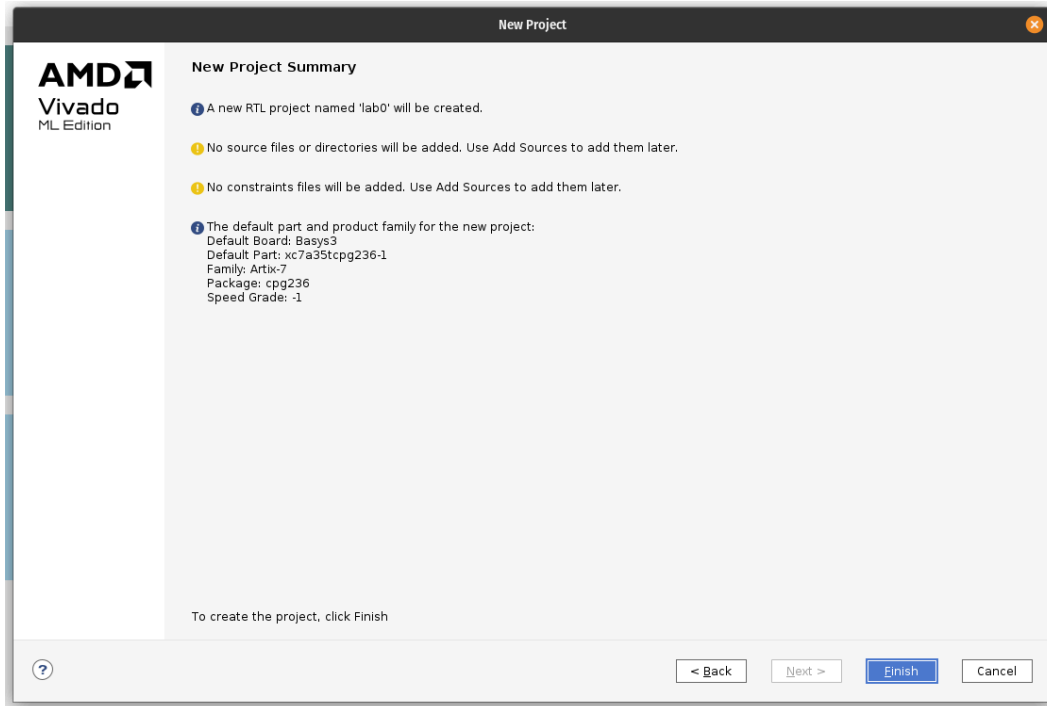 New Project
AMD
Vivado
ML Edition
New Project Summary
A new RTL project named 'lab0' will be created.
No source files or directories will be added. Use Add Sources to add them later.
No constraints files will be added. Use Add Sources to add them later.
The default part and product family for the new project:
Default Board: Basys3
Default Part: xc7a35tcpg236-1
Family: Artix-7
Package: cpg236
Speed Grade: -1
To create the project, click Finish
?
< Back
Next >
Finish
Cancel